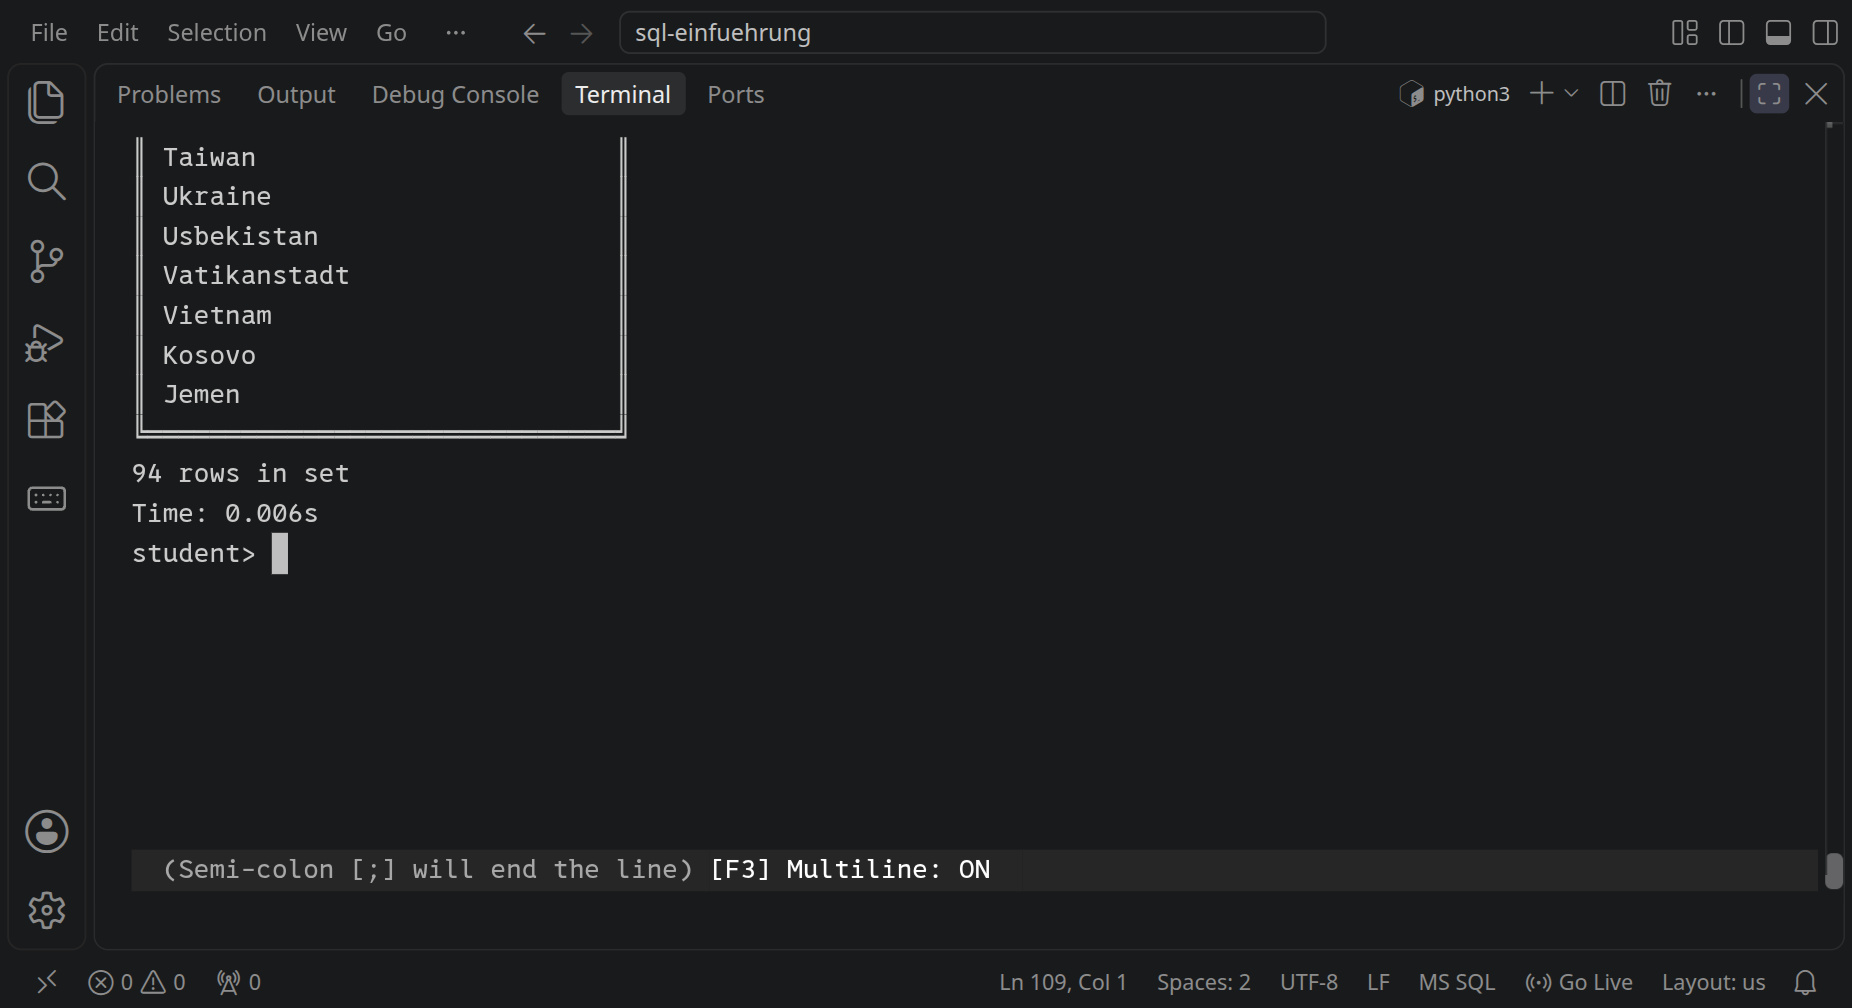 File Edit Selection View Go ··· sql-einfuehrung
Problems Output Debug Console Terminal Ports python3
Taiwan
Ukraine
Usbekistan
Vatikanstadt
Vietnam
Kosovo
Jemen
94 rows in set
Time: 0.006s
student>
(Semi-colon [;] will end the line) [F3] Multiline: ON
0 0 0 Ln 109, Col 1 Spaces: 2 UTF-8 LF MS SQL Go Live Layout: us